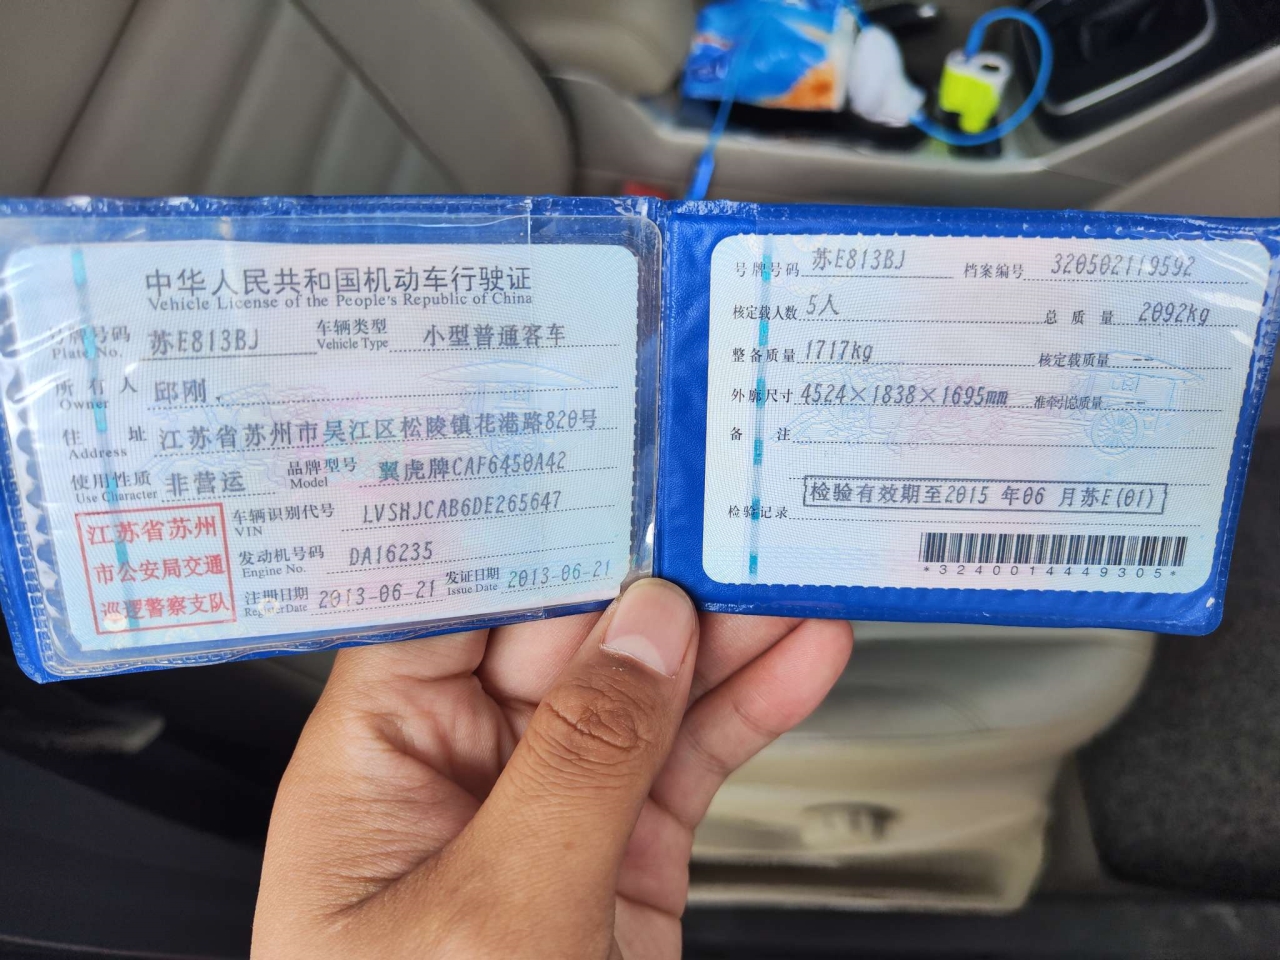 中华人民共和国机动车行驶证
Vehicle License of the People's Republic of China
号牌号码 苏E813BJ 车辆类型 小型普通客车
Plate No. Vehicle Type
所有人 邱刚
Owner
住址 江苏省苏州市吴江区松陵镇花港路820号
Address
使用性质 非营运 品牌型号 翼虎牌CAF6450A42
Use Character Model
车辆识别代号 LVSHJCAB6DE265647
VIN
发动机号码 DA16235
Engine No.
注册日期 2013-06-21 发证日期 2013-06-21
Register Date Issue Date
江苏省苏州
市公安局交通
巡逻警察支队
号牌号码 苏E813BJ 档案编号 320502119592
核定载人数 5人 总质量 2092kg
整备质量 1717kg 核定载质量 --
外廓尺寸 4524×1838×1695mm 准牵引总质量 --
备注
检验有效期至2015 年06 月苏E(01)
检验记录
*3240014449305*